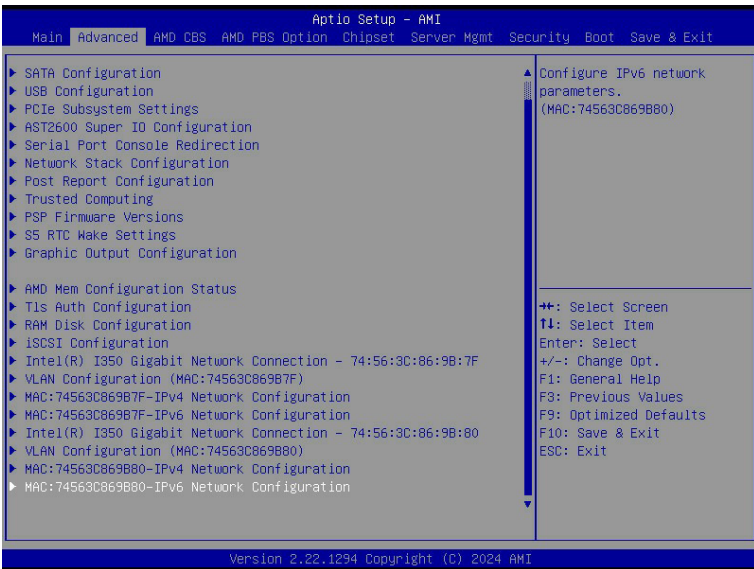 Aptio Setup – AMI
Main Advanced AMD CBS AMD PBS Option Chipset Server Mgmt Security Boot Save & Exit
SATA Configuration
USB Configuration
PCIe Subsystem Settings
AST2600 Super IO Configuration
Serial Port Console Redirection
Network Stack Configuration
Post Report Configuration
Trusted Computing
PSP Firmware Versions
S5 RTC Wake Settings
Graphic Output Configuration
AMD Mem Configuration Status
Tls Auth Configuration
RAM Disk Configuration
iSCSI Configuration
Intel(R) I350 Gigabit Network Connection – 74:56:3C:86:9B:7F
VLAN Configuration (MAC:74563C869B7F)
MAC:74563C869B7F-IPv4 Network Configuration
MAC:74563C869B7F-IPv6 Network Configuration
Intel(R) I350 Gigabit Network Connection – 74:56:3C:86:9B:80
VLAN Configuration (MAC:74563C869B80)
MAC:74563C869B80-IPv4 Network Configuration
MAC:74563C869B80-IPv6 Network Configuration
Configure IPv6 network
parameters.
(MAC:74563C869B80)
→←: Select Screen
↑↓: Select Item
Enter: Select
+/-: Change Opt.
F1: General Help
F3: Previous Values
F9: Optimized Defaults
F10: Save & Exit
ESC: Exit
Version 2.22.1294 Copyright (C) 2024 AMI